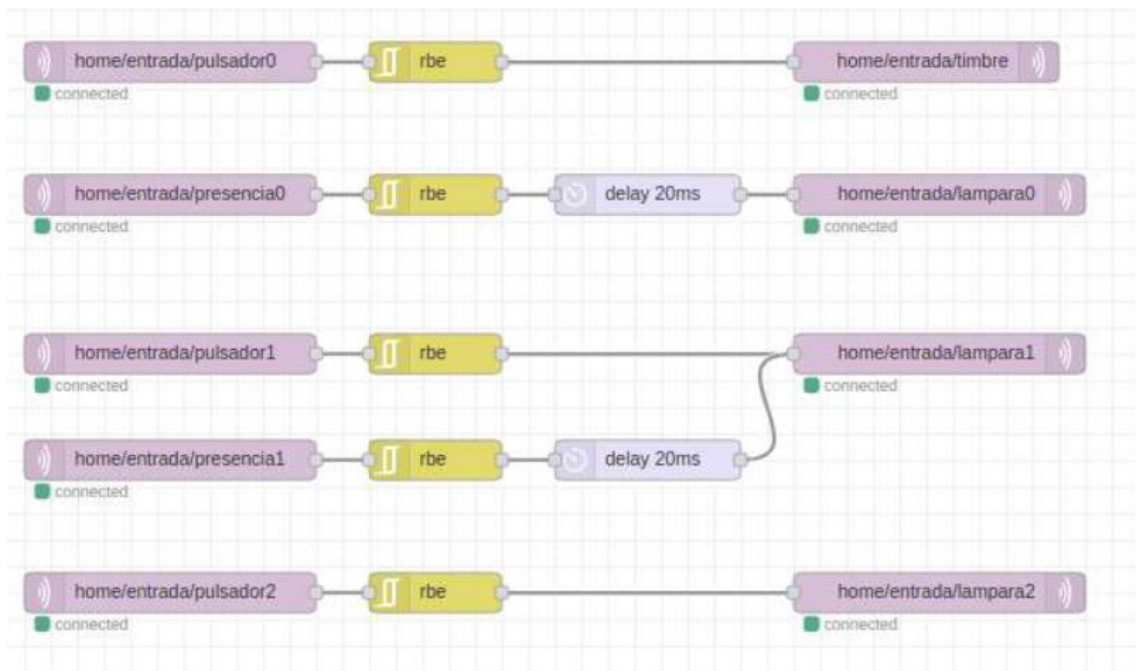 home/entrada/pulsador0 rbe home/entrada/timbre
connected connected
home/entrada/presencia0 rbe delay 20ms home/entrada/lampara0
connected connected
home/entrada/pulsador1 rbe home/entrada/lampara1
connected connected
home/entrada/presencia1 rbe delay 20ms
connected
home/entrada/pulsador2 rbe home/entrada/lampara2
connected connected